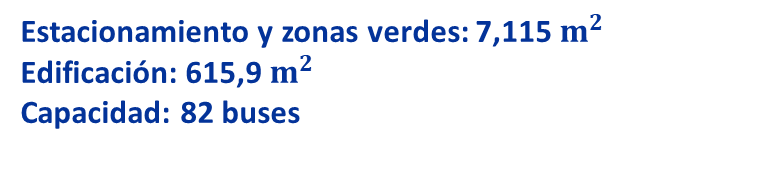 Estacionamiento y zonas verdes: 7,115 m²
Edificación: 615,9 m²
Capacidad: 82 buses